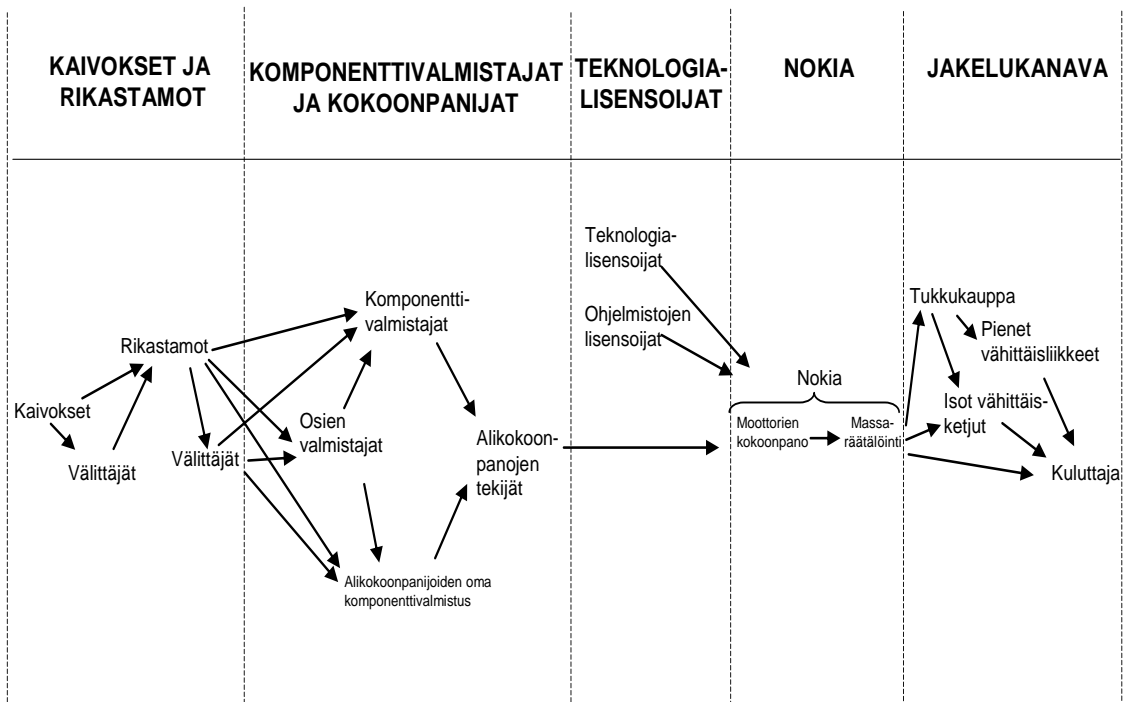 KAIVOKSET JA
RIKASTAMOT
KOMPONENTTIVALMISTAJAT
JA KOKOONPANIJAT
TEKNOLOGIA-
LISENSOIJAT
NOKIA
JAKELUKANAVA
Kaivokset
Välittäjät
Rikastamot
Välittäjät
Komponentti-
valmistajat
Osien
valmistajat
Alikokoonpanijoiden oma
komponenttivalmistus
Alikokoon-
panojen
tekijät
Teknologia-
lisensoijat
Ohjelmistojen
lisensoijat
Nokia
Moottorien
kokoonpano
Massa-
räätälöinti
Tukkukauppa
Pienet
vähittäisliikkeet
Isot vähittäis-
ketjut
Kuluttaja